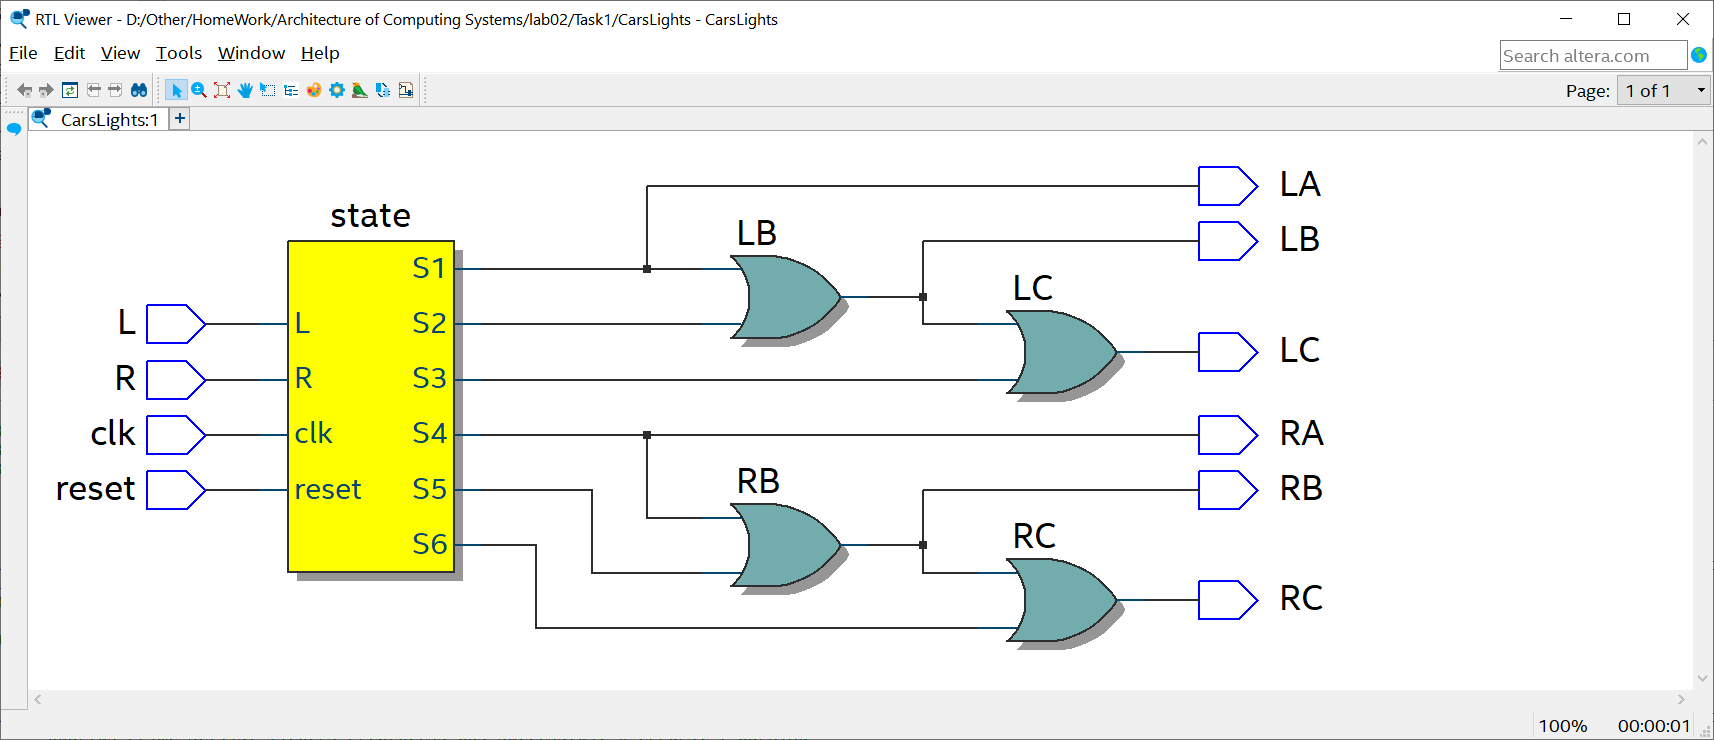 RTL Viewer - D:/Other/HomeWork/Architecture of Computing Systems/lab02/Task1/CarsLights - CarsLights
File Edit View Tools Window Help
Search altera.com
Page: 1 of 1
CarsLights:1 +
state
L
R
clk
reset
L
R
clk
reset
S1
S2
S3
S4
S5
S6
LB
LC
RB
RC
LA
LB
LC
RA
RB
RC
100% 00:00:01